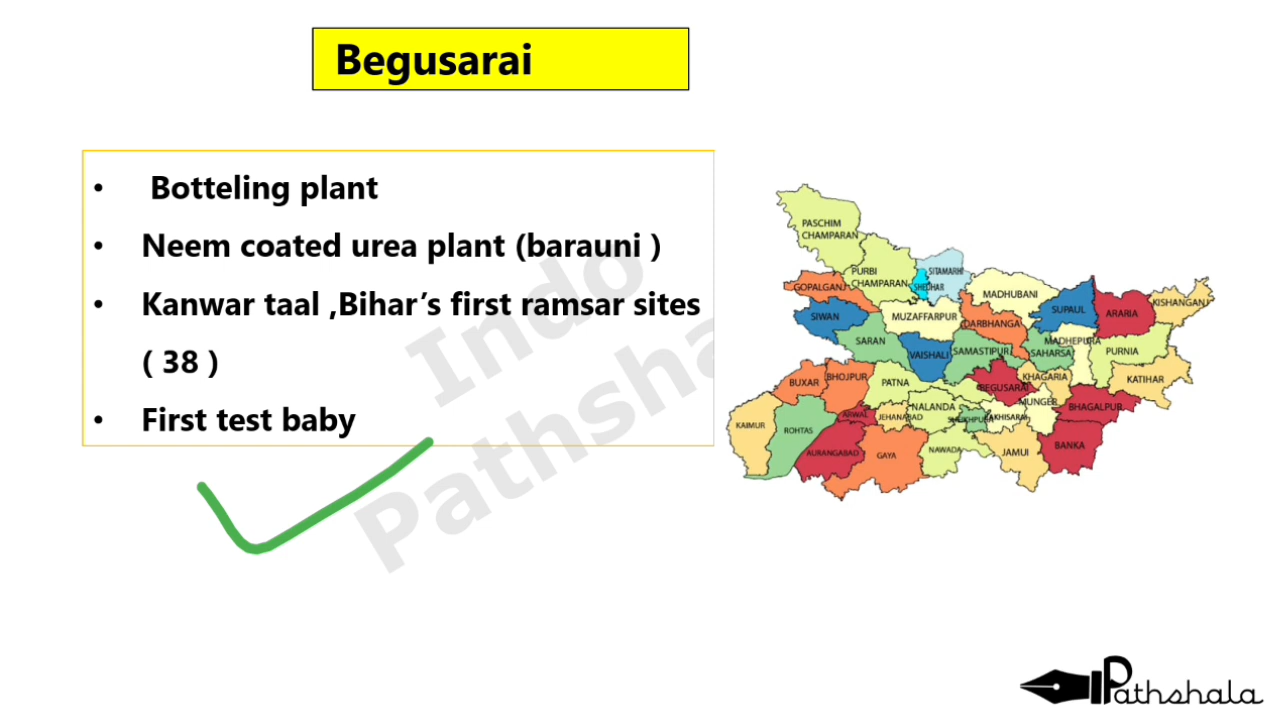 Begusarai
• Botteling plant
• Neem coated urea plant (barauni )
• Kanwar taal ,Bihar’s first ramsar sites
( 38 )
• First test baby
Indo
Pathsha
PASCHIM
CHAMPARAN
PURBI
CHAMPARAN
SITAMARHI
SHEOHAR
GOPALGANJ
MADHUBANI
KISHANGANJ
SIWAN
MUZAFFARPUR
DARBHANGA
SUPAUL
ARARIA
SARAN
VAISHALI
SAMASTIPUR
SAHARSA
MADHEPURA
PURNIA
BUXAR
BHOJPUR
PATNA
BEGUSARAI
KHAGARIA
KATIHAR
MUNGER
BHAGALPUR
NALANDA
SHEIKHPURA
LAKHISARAI
ARWAL
JEHANABAD
KAIMUR
ROHTAS
AURANGABAD
GAYA
NAWADA
JAMUI
BANKA
Pathshala